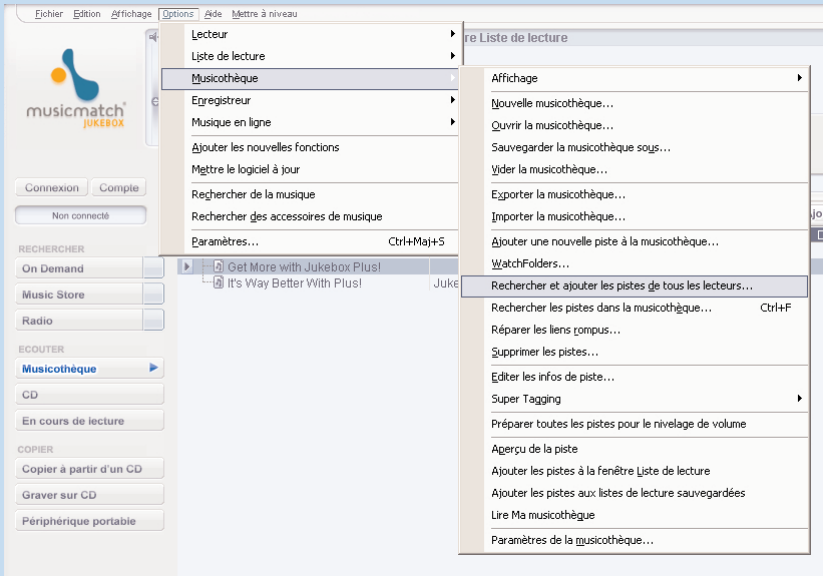 Fichier Edition Affichage Options Aide Mettre à niveau
musicmatch
JUKEBOX
Connexion Compte
Non connecté
RECHERCHER
On Demand
Music Store
Radio
ECOUTER
Musicothèque
CD
En cours de lecture
COPIER
Copier à partir d'un CD
Graver sur CD
Périphérique portable
Lecteur
Liste de lecture
Musicothèque
Enregistreur
Musique en ligne
Ajouter les nouvelles fonctions
Mettre le logiciel à jour
Rechercher de la musique
Rechercher des accessoires de musique
Paramètres... Ctrl+Maj+S
re Liste de lecture
Get More with Jukebox Plus!
It's Way Better With Plus! Juke
Affichage
Nouvelle musicothèque...
Ouvrir la musicothèque...
Sauvegarder la musicothèque sous...
Vider la musicothèque...
Exporter la musicothèque...
Importer la musicothèque...
Ajouter une nouvelle piste à la musicothèque...
WatchFolders...
Rechercher et ajouter les pistes de tous les lecteurs...
Rechercher les pistes dans la musicothèque... Ctrl+F
Réparer les liens rompus...
Supprimer les pistes...
Editer les infos de piste...
Super Tagging
Préparer toutes les pistes pour le nivelage de volume
Aperçu de la piste
Ajouter les pistes à la fenêtre Liste de lecture
Ajouter les pistes aux listes de lecture sauvegardées
Lire Ma musicothègue
Paramètres de la musicothèque...